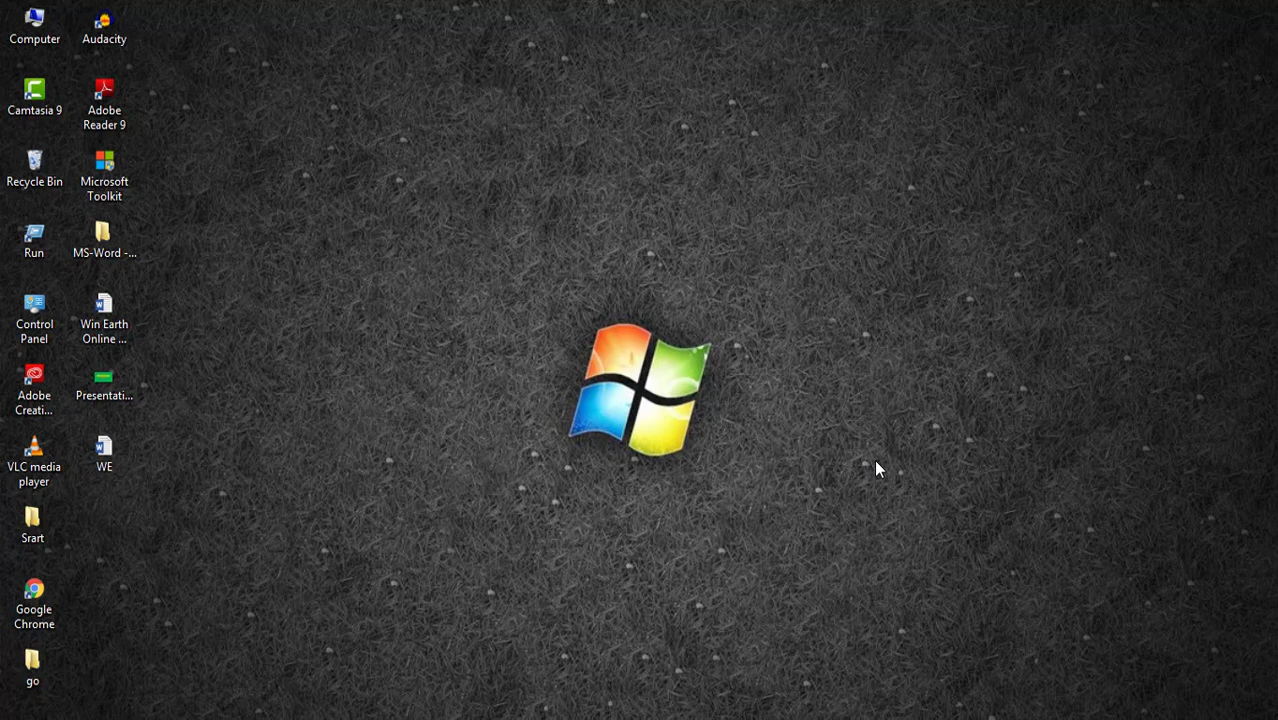 Computer
Audacity
Camtasia 9
Adobe
Reader 9
Recycle Bin
Microsoft
Toolkit
Run
MS-Word -...
Control
Panel
Win Earth
Online ...
Adobe
Creati...
Presentati...
VLC media
player
WE
Srart
Google
Chrome
go